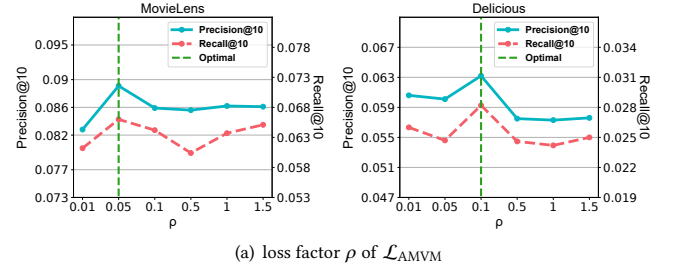 MovieLens
Precision@10
Recall@10
Optimal
0.095
0.09
0.086
0.082
0.077
0.073
Precision@10
0.078
0.073
0.068
0.063
0.058
0.053
Recall@10
0.01 0.05 0.1 0.5 1 1.5
ρ
Delicious
Precision@10
Recall@10
Optimal
0.067
0.063
0.059
0.055
0.051
0.047
Precision@10
0.034
0.031
0.028
0.025
0.022
0.019
Recall@10
0.01 0.05 0.1 0.5 1 1.5
ρ
(a) loss factor ρ of ℒAMVM